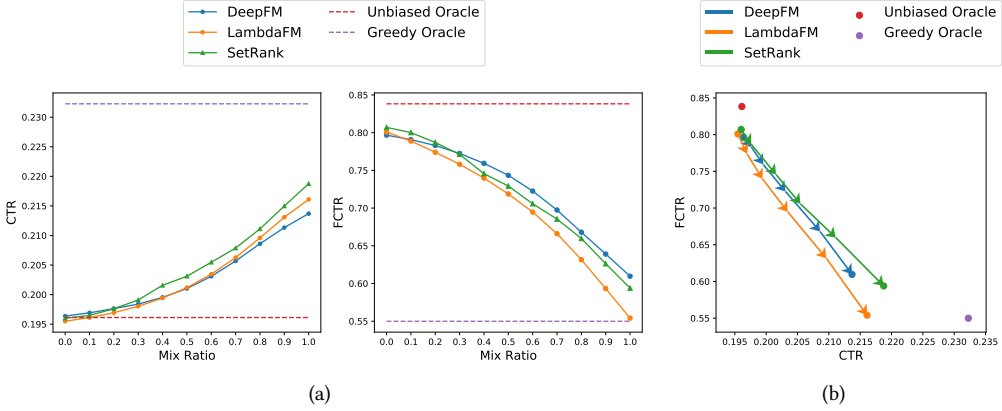 DeepFM
LambdaFM
SetRank
Unbiased Oracle
Greedy Oracle
DeepFM
LambdaFM
SetRank
Unbiased Oracle
Greedy Oracle
CTR
0.230
0.225
0.220
0.215
0.210
0.205
0.200
0.195
0.0 0.1 0.2 0.3 0.4 0.5 0.6 0.7 0.8 0.9 1.0
Mix Ratio
FCTR
0.85
0.80
0.75
0.70
0.65
0.60
0.55
0.0 0.1 0.2 0.3 0.4 0.5 0.6 0.7 0.8 0.9 1.0
Mix Ratio
(a)
FCTR
0.85
0.80
0.75
0.70
0.65
0.60
0.55
0.195 0.200 0.205 0.210 0.215 0.220 0.225 0.230 0.235
CTR
(b)